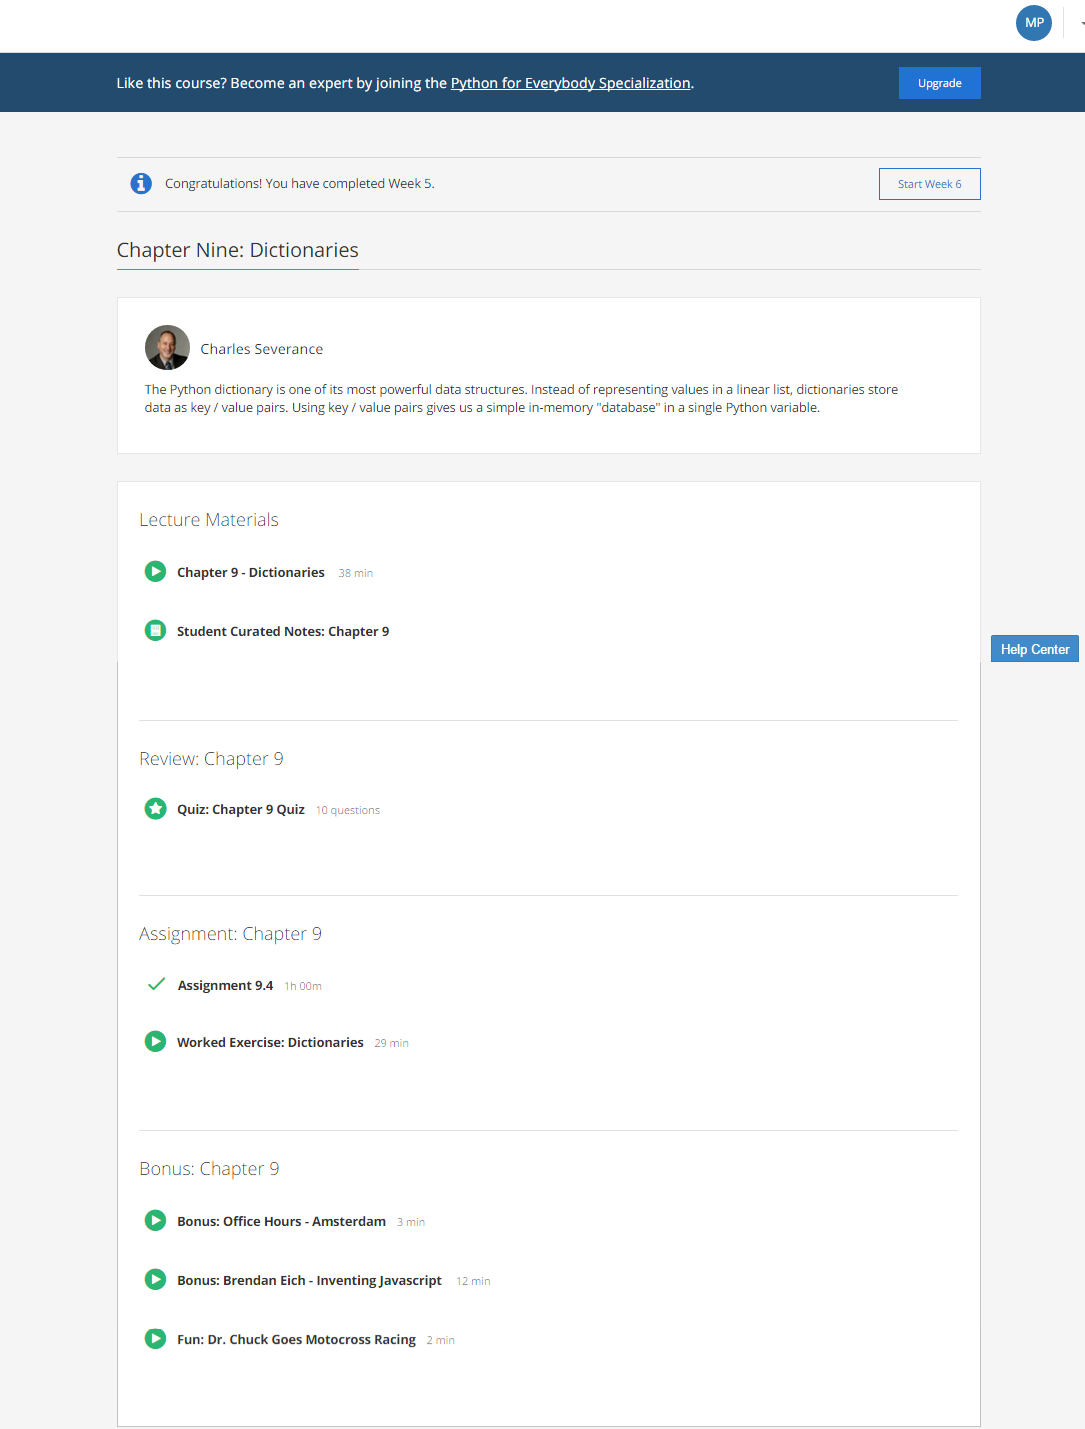 MP
Like this course? Become an expert by joining the Python for Everybody Specialization.
Upgrade
Congratulations! You have completed Week 5.
Start Week 6
Chapter Nine: Dictionaries
Charles Severance
The Python dictionary is one of its most powerful data structures. Instead of representing values in a linear list, dictionaries store
data as key / value pairs. Using key / value pairs gives us a simple in-memory "database" in a single Python variable.
Lecture Materials
Chapter 9 - Dictionaries 38 min
Student Curated Notes: Chapter 9
Help Center
Review: Chapter 9
Quiz: Chapter 9 Quiz 10 questions
Assignment: Chapter 9
Assignment 9.4 1h 00m
Worked Exercise: Dictionaries 29 min
Bonus: Chapter 9
Bonus: Office Hours - Amsterdam 3 min
Bonus: Brendan Eich - Inventing Javascript 12 min
Fun: Dr. Chuck Goes Motocross Racing 2 min